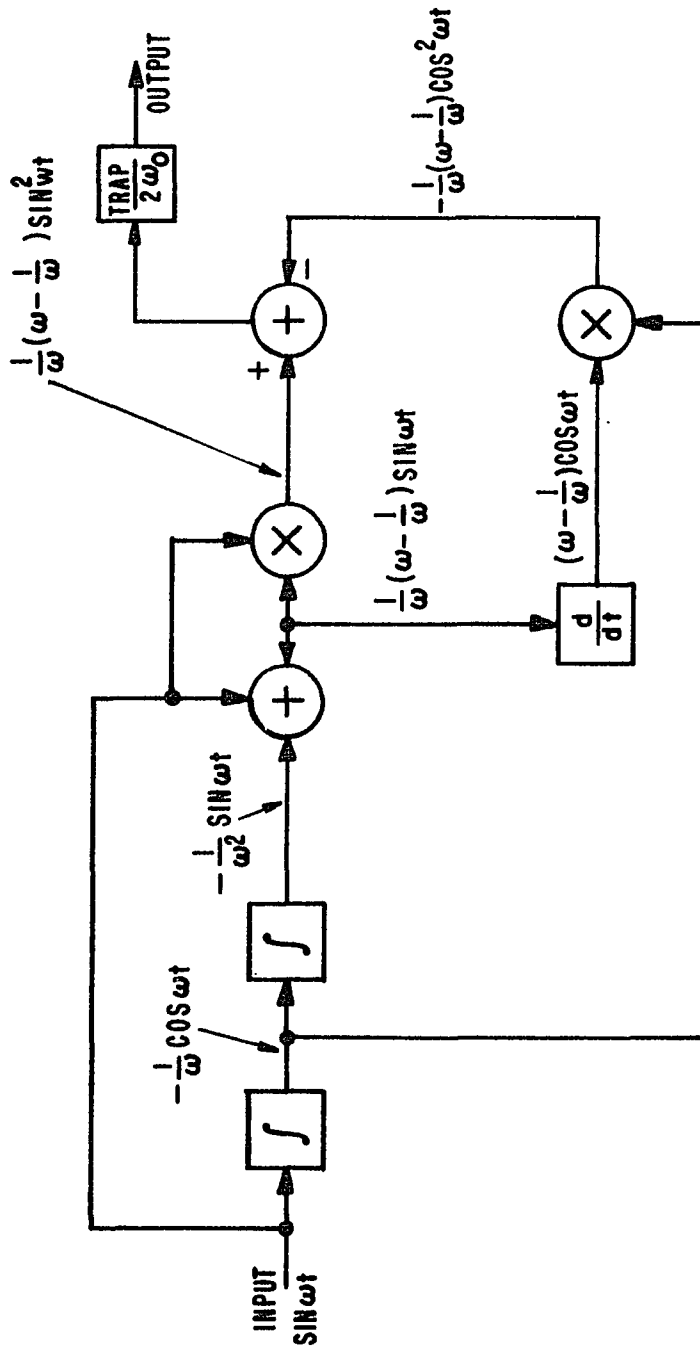 INPUT
SINωt
∫
-1/ω COSωt
∫
-1/ω² SINωt
+
×
1/ω(ω-1/ω)SIN²wt
+
+
−
TRAP
2ω₀
OUTPUT
1/ω(ω-1/ω)SINωt
d/dt
(ω-1/ω)COSωt
×
-1/ω(ω-1/ω)COS²ωt